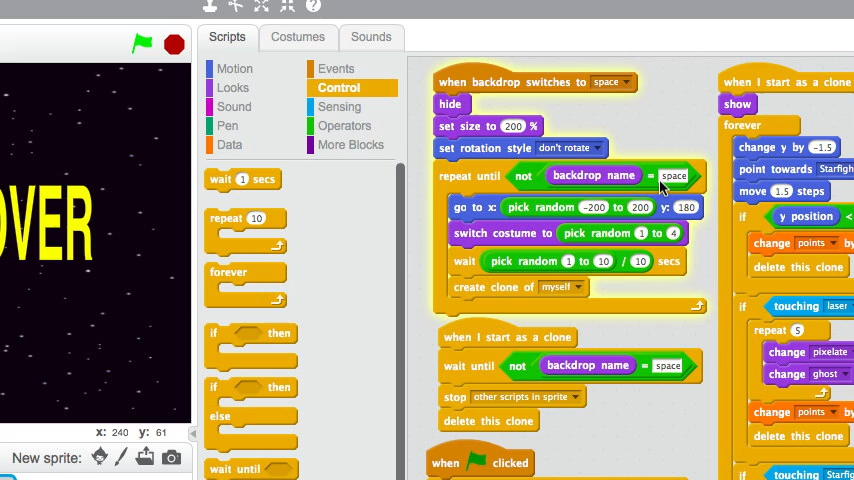 Scripts Costumes Sounds
OVER
x: 240 y: 61
New sprite:
Motion Events
Looks Control
Sound Sensing
Pen Operators
Data More Blocks
wait 1 secs
repeat 10
forever
if then
if then
else
wait until
when backdrop switches to space
hide
set size to 200 %
set rotation style don't rotate
repeat until not backdrop name = space
go to x: pick random -200 to 200 y: 180
switch costume to pick random 1 to 4
wait pick random 1 to 10 / 10 secs
create clone of myself
when I start as a clone
wait until not backdrop name = space
stop other scripts in sprite
delete this clone
when clicked
when I start as a clone
show
forever
change y by -1.5
point towards Starfigh
move 1.5 steps
if y position <
change points by
delete this clone
if touching laser
repeat 5
change pixelate
change ghost
change points by
delete this clone
if touching Starfig